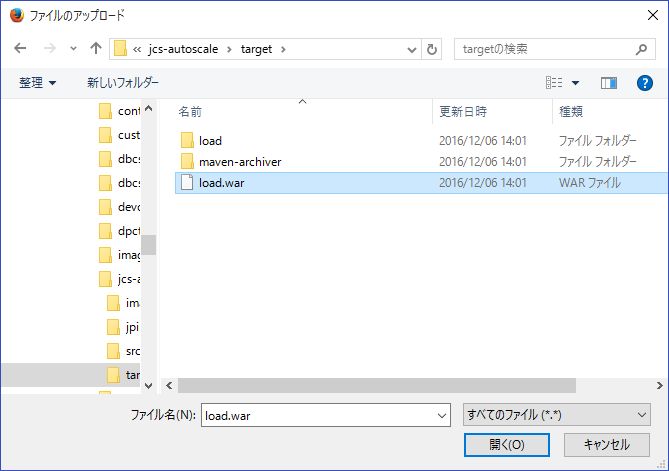 ファイルのアップロード
« jcs-autoscale › target ›
targetの検索
整理
新しいフォルダー
名前
更新日時
種類
load 2016/12/06 14:01 ファイル フォルダー
maven-archiver 2016/12/06 14:01 ファイル フォルダー
load.war 2016/12/06 14:01 WAR ファイル
cont
cust
dbcs
dbcs
devc
dpct
imag
jcs-a
ima
jpi
src
tar
ファイル名(N): load.war
すべてのファイル (*.*)
開く(O)
キャンセル